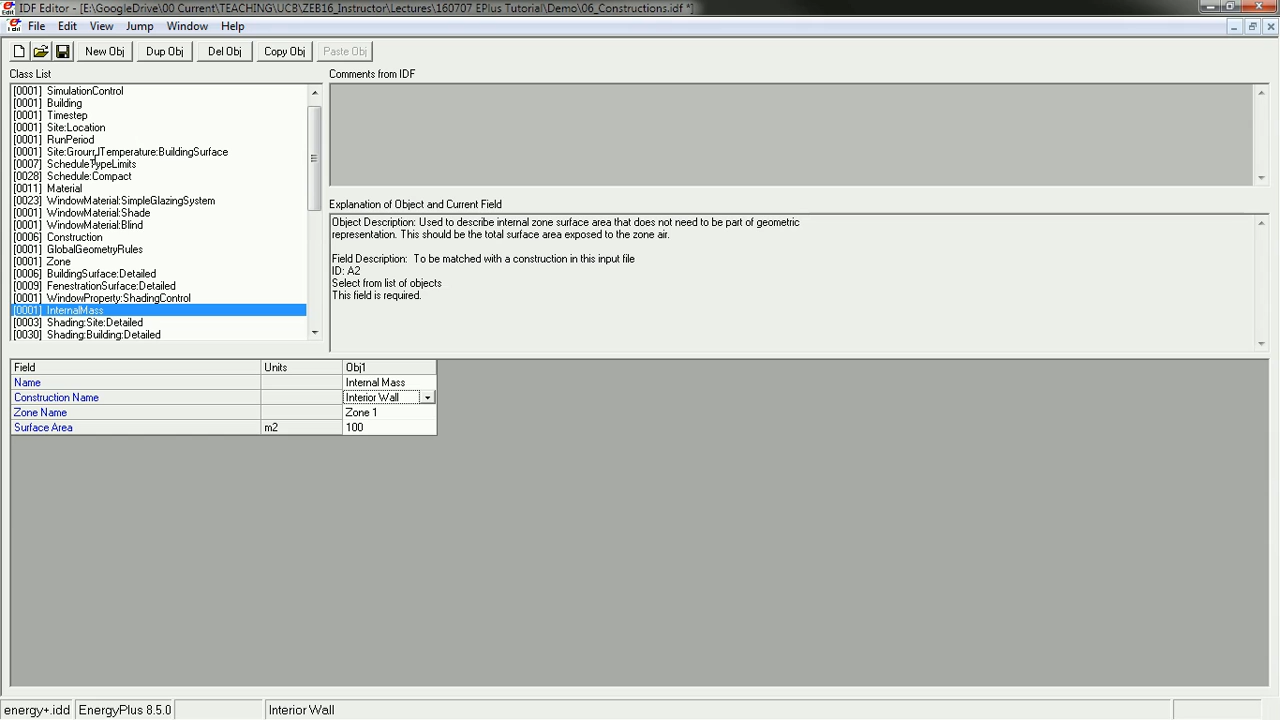 IDF Editor - [E:\GoogleDrive\00 Current\TEACHING\UCB\ZEB16_Instructor\Lectures\160707 EPlus Tutorial\Demo\06_Constructions.idf *]
File Edit View Jump Window Help
New Obj Dup Obj Del Obj Copy Obj Paste Obj
Class List
Comments from IDF
[0001] SimulationControl
[0001] Building
[0001] Timestep
[0001] Site:Location
[0001] RunPeriod
[0001] Site:GroundTemperature:BuildingSurface
[0007] ScheduleTypeLimits
[0028] Schedule:Compact
[0011] Material
[0023] WindowMaterial:SimpleGlazingSystem
[0001] WindowMaterial:Shade
[0001] WindowMaterial:Blind
[0006] Construction
[0001] GlobalGeometryRules
[0001] Zone
[0006] BuildingSurface:Detailed
[0009] FenestrationSurface:Detailed
[0001] WindowProperty:ShadingControl
[0001] InternalMass
[0003] Shading:Site:Detailed
[0030] Shading:Building:Detailed
Explanation of Object and Current Field
Object Description: Used to describe internal zone surface area that does not need to be part of geometric
representation. This should be the total surface area exposed to the zone air.
Field Description: To be matched with a construction in this input file
ID: A2
Select from list of objects
This field is required.
Field Units Obj1
Name Internal Mass
Construction Name Interior Wall
Zone Name Zone 1
Surface Area m2 100
energy+.idd EnergyPlus 8.5.0 Interior Wall